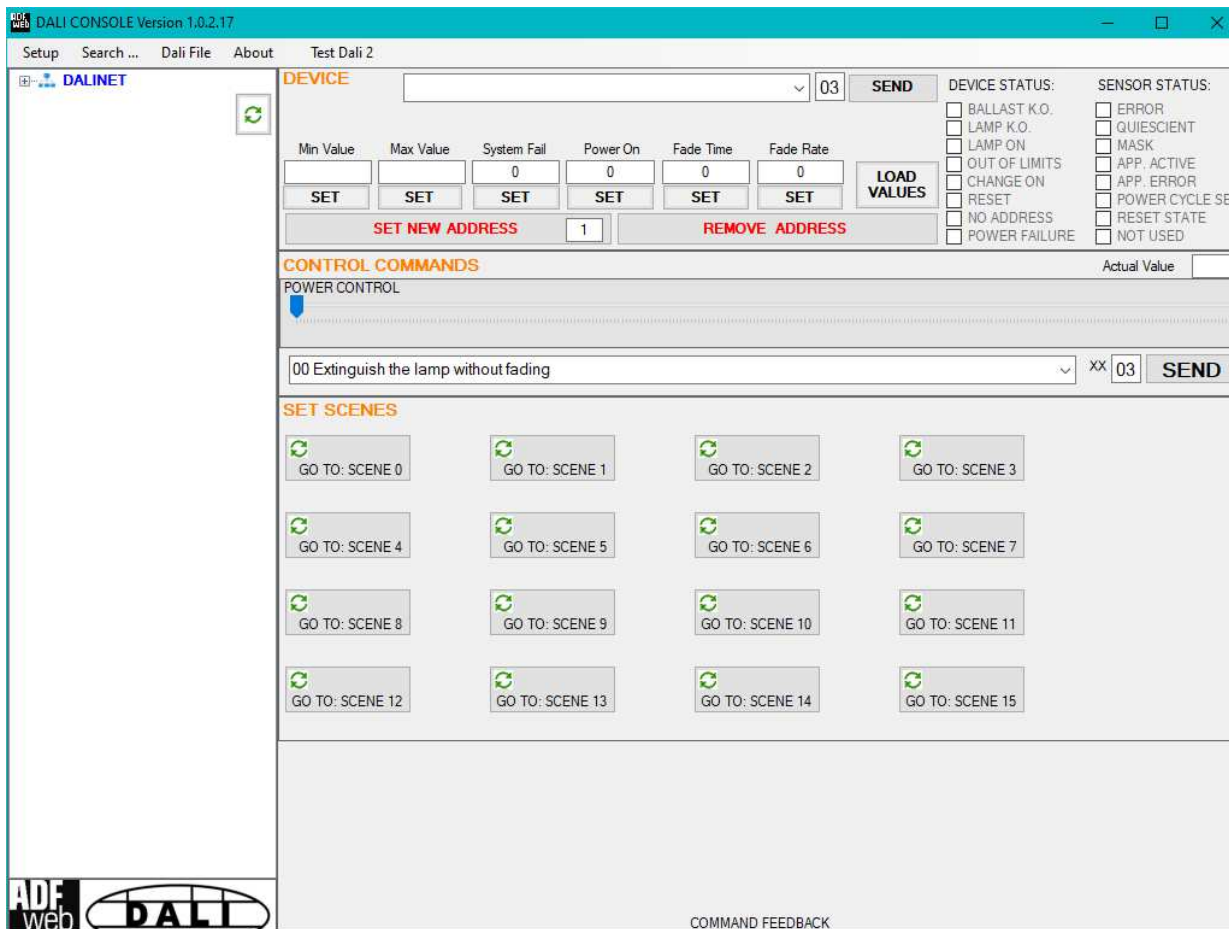 DALI CONSOLE Version 1.0.2.17
Setup Search ... Dali File About Test Dali 2
DALINET
DEVICE
03
SEND
Min Value Max Value System Fail Power On Fade Time Fade Rate
0 0 0 0
SET SET SET SET SET SET
LOAD
VALUES
SET NEW ADDRESS
1
REMOVE ADDRESS
DEVICE STATUS:
BALLAST K.O.
LAMP K.O.
LAMP ON
OUT OF LIMITS
CHANGE ON
RESET
NO ADDRESS
POWER FAILURE
SENSOR STATUS:
ERROR
QUIESCIENT
MASK
APP. ACTIVE
APP. ERROR
POWER CYCLE SE
RESET STATE
NOT USED
CONTROL COMMANDS
Actual Value
POWER CONTROL
00 Extinguish the lamp without fading
XX 03 SEND
SET SCENES
GO TO: SCENE 0 GO TO: SCENE 1 GO TO: SCENE 2 GO TO: SCENE 3
GO TO: SCENE 4 GO TO: SCENE 5 GO TO: SCENE 6 GO TO: SCENE 7
GO TO: SCENE 8 GO TO: SCENE 9 GO TO: SCENE 10 GO TO: SCENE 11
GO TO: SCENE 12 GO TO: SCENE 13 GO TO: SCENE 14 GO TO: SCENE 15
ADF
web
DALI
COMMAND FEEDBACK